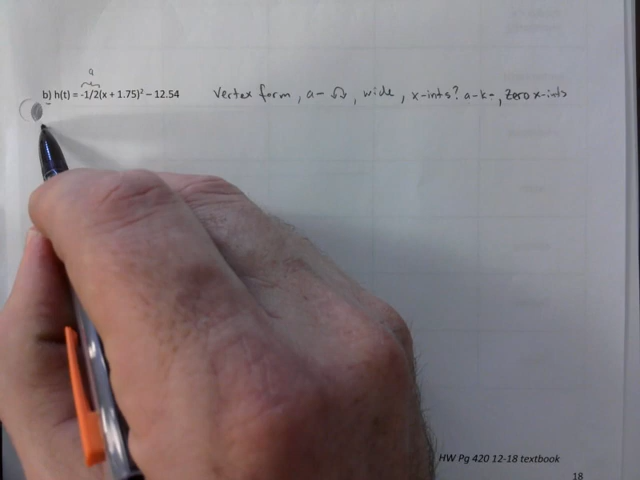 a
b) h(t) = -1/2(x + 1.75)² – 12.54 Vertex form, a- ↶↷, wide, x-ints? a- k-, zero x-ints
HW Pg 420 12-18 textbook
18